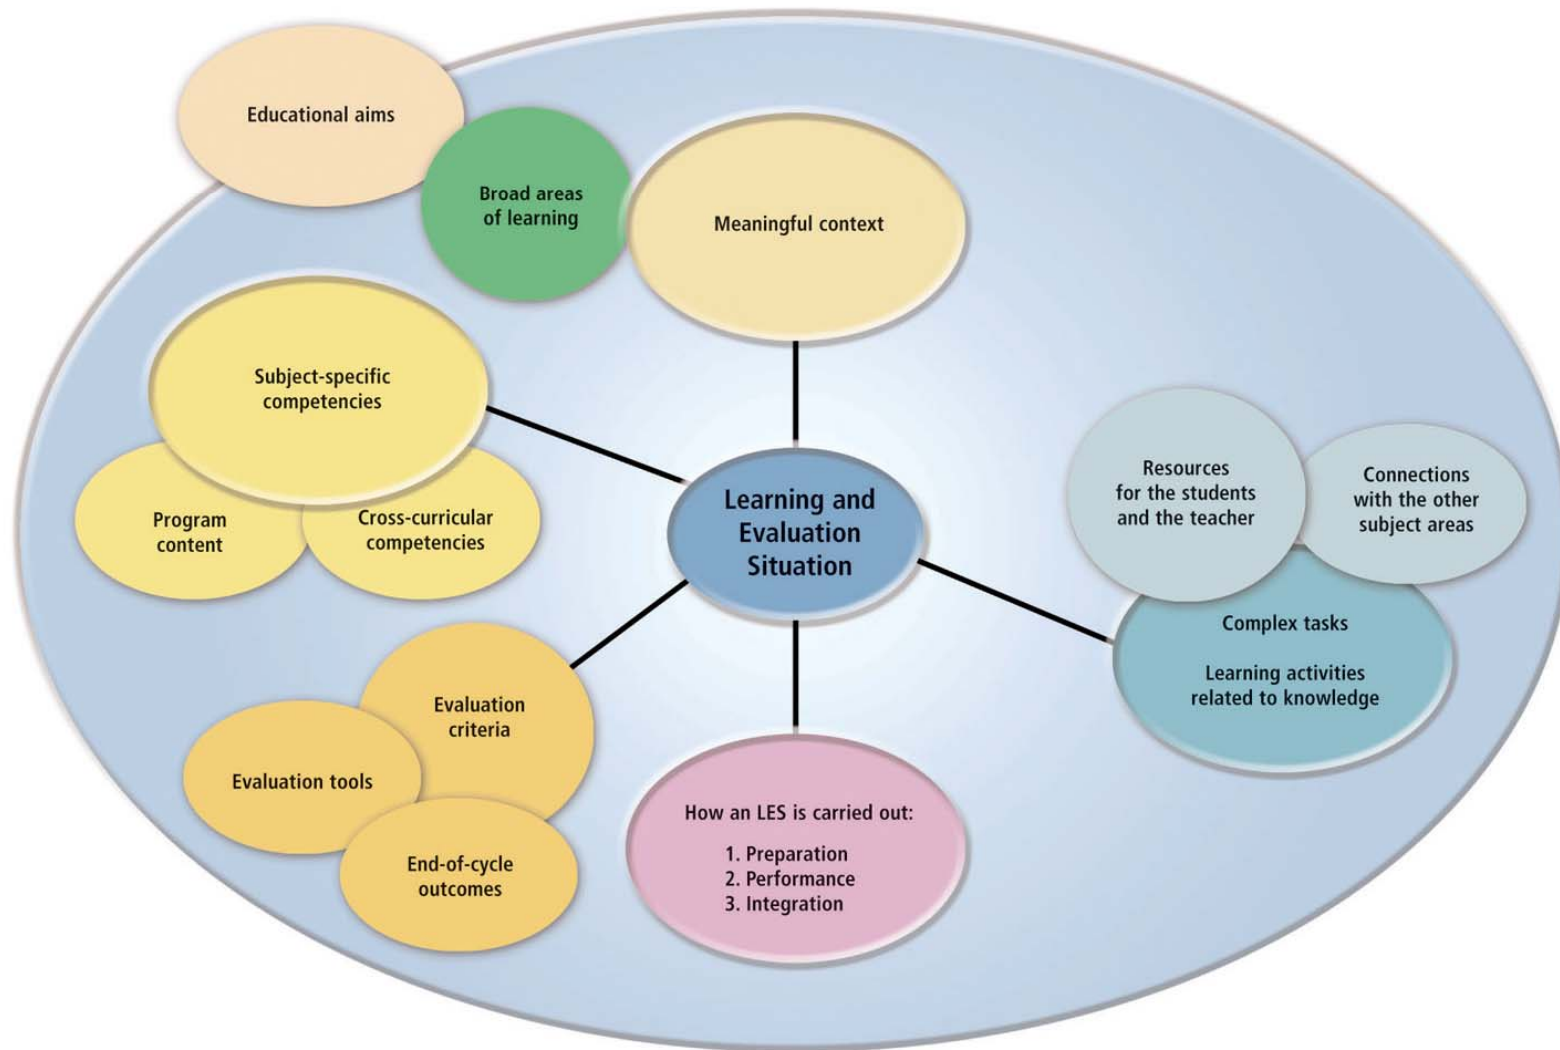 Educational aims
Broad areas
of learning
Meaningful context
Subject-specific
competencies
Program
content
Cross-curricular
competencies
Learning and
Evaluation
Situation
Resources
for the students
and the teacher
Connections
with the other
subject areas
Complex tasks
Learning activities
related to knowledge
Evaluation
criteria
Evaluation tools
End-of-cycle
outcomes
How an LES is carried out:
1. Preparation
2. Performance
3. Integration